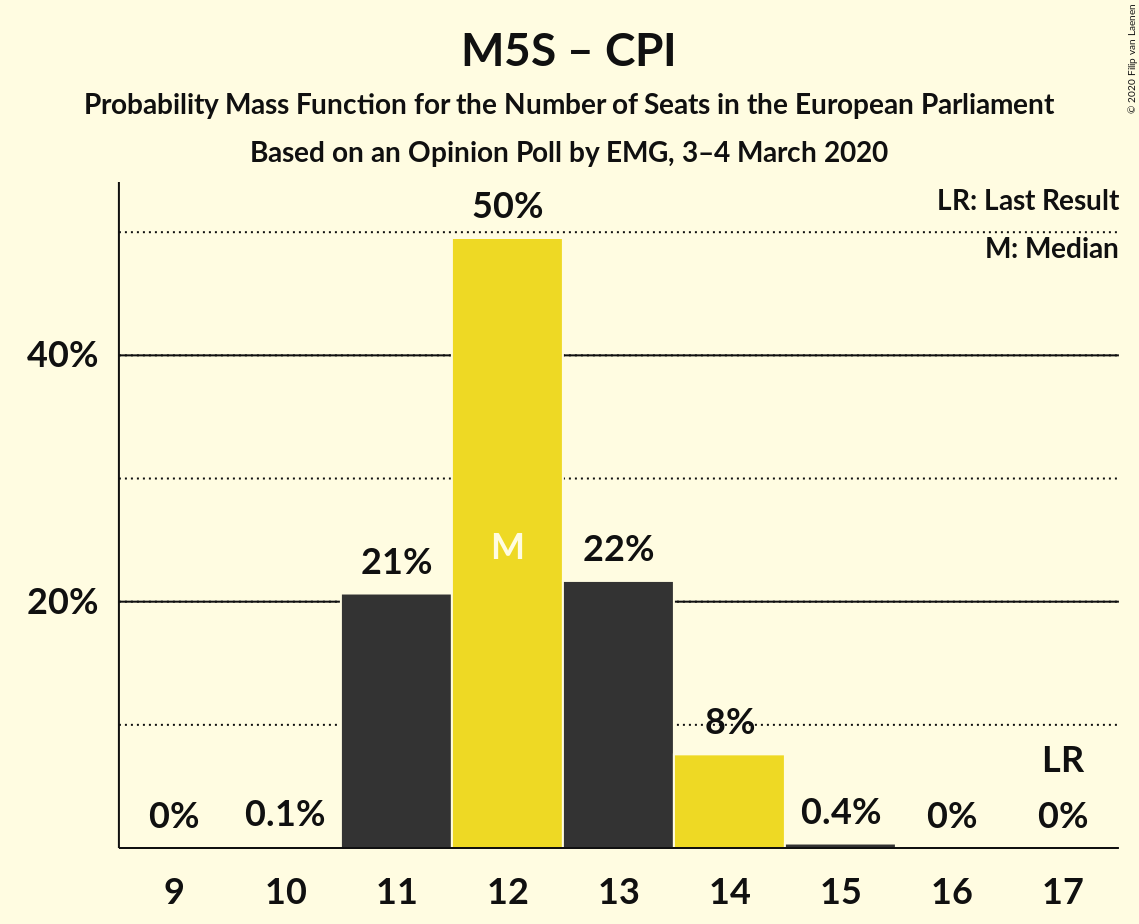 M5S – CPI
Probability Mass Function for the Number of Seats in the European Parliament
Based on an Opinion Poll by EMG, 3–4 March 2020
© 2020 Filip van Laenen
LR: Last Result
M: Median
50%
40%
20%
21%
M
22%
8%
LR
0%
0.1%
0.4%
0%
0%
9 10 11 12 13 14 15 16 17